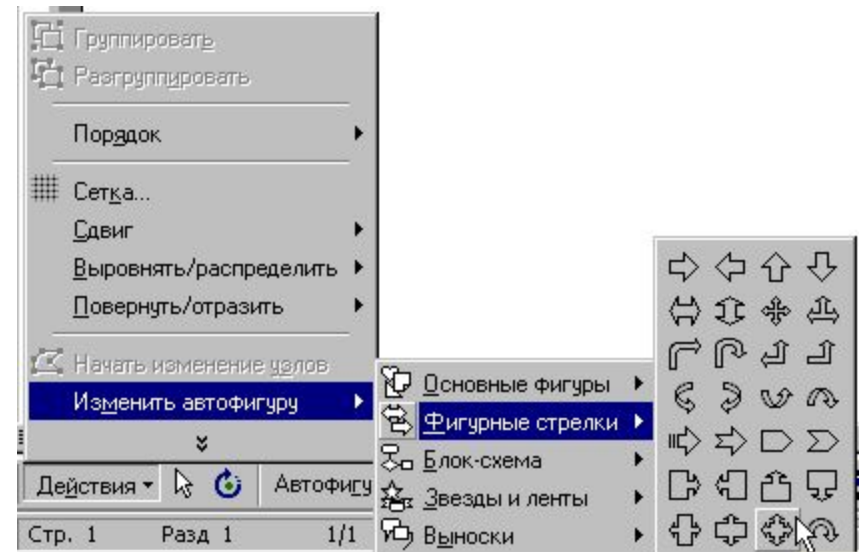 Группировать
Разгруппировать
Порядок
Сетка...
Сдвиг
Выровнять/распределить
Повернуть/отразить
Начать изменение узлов
Изменить автофигуру
Основные фигуры
Фигурные стрелки
Блок-схема
Звезды и ленты
Выноски
Действия
Автофигу
Стр. 1 Разд 1 1/1